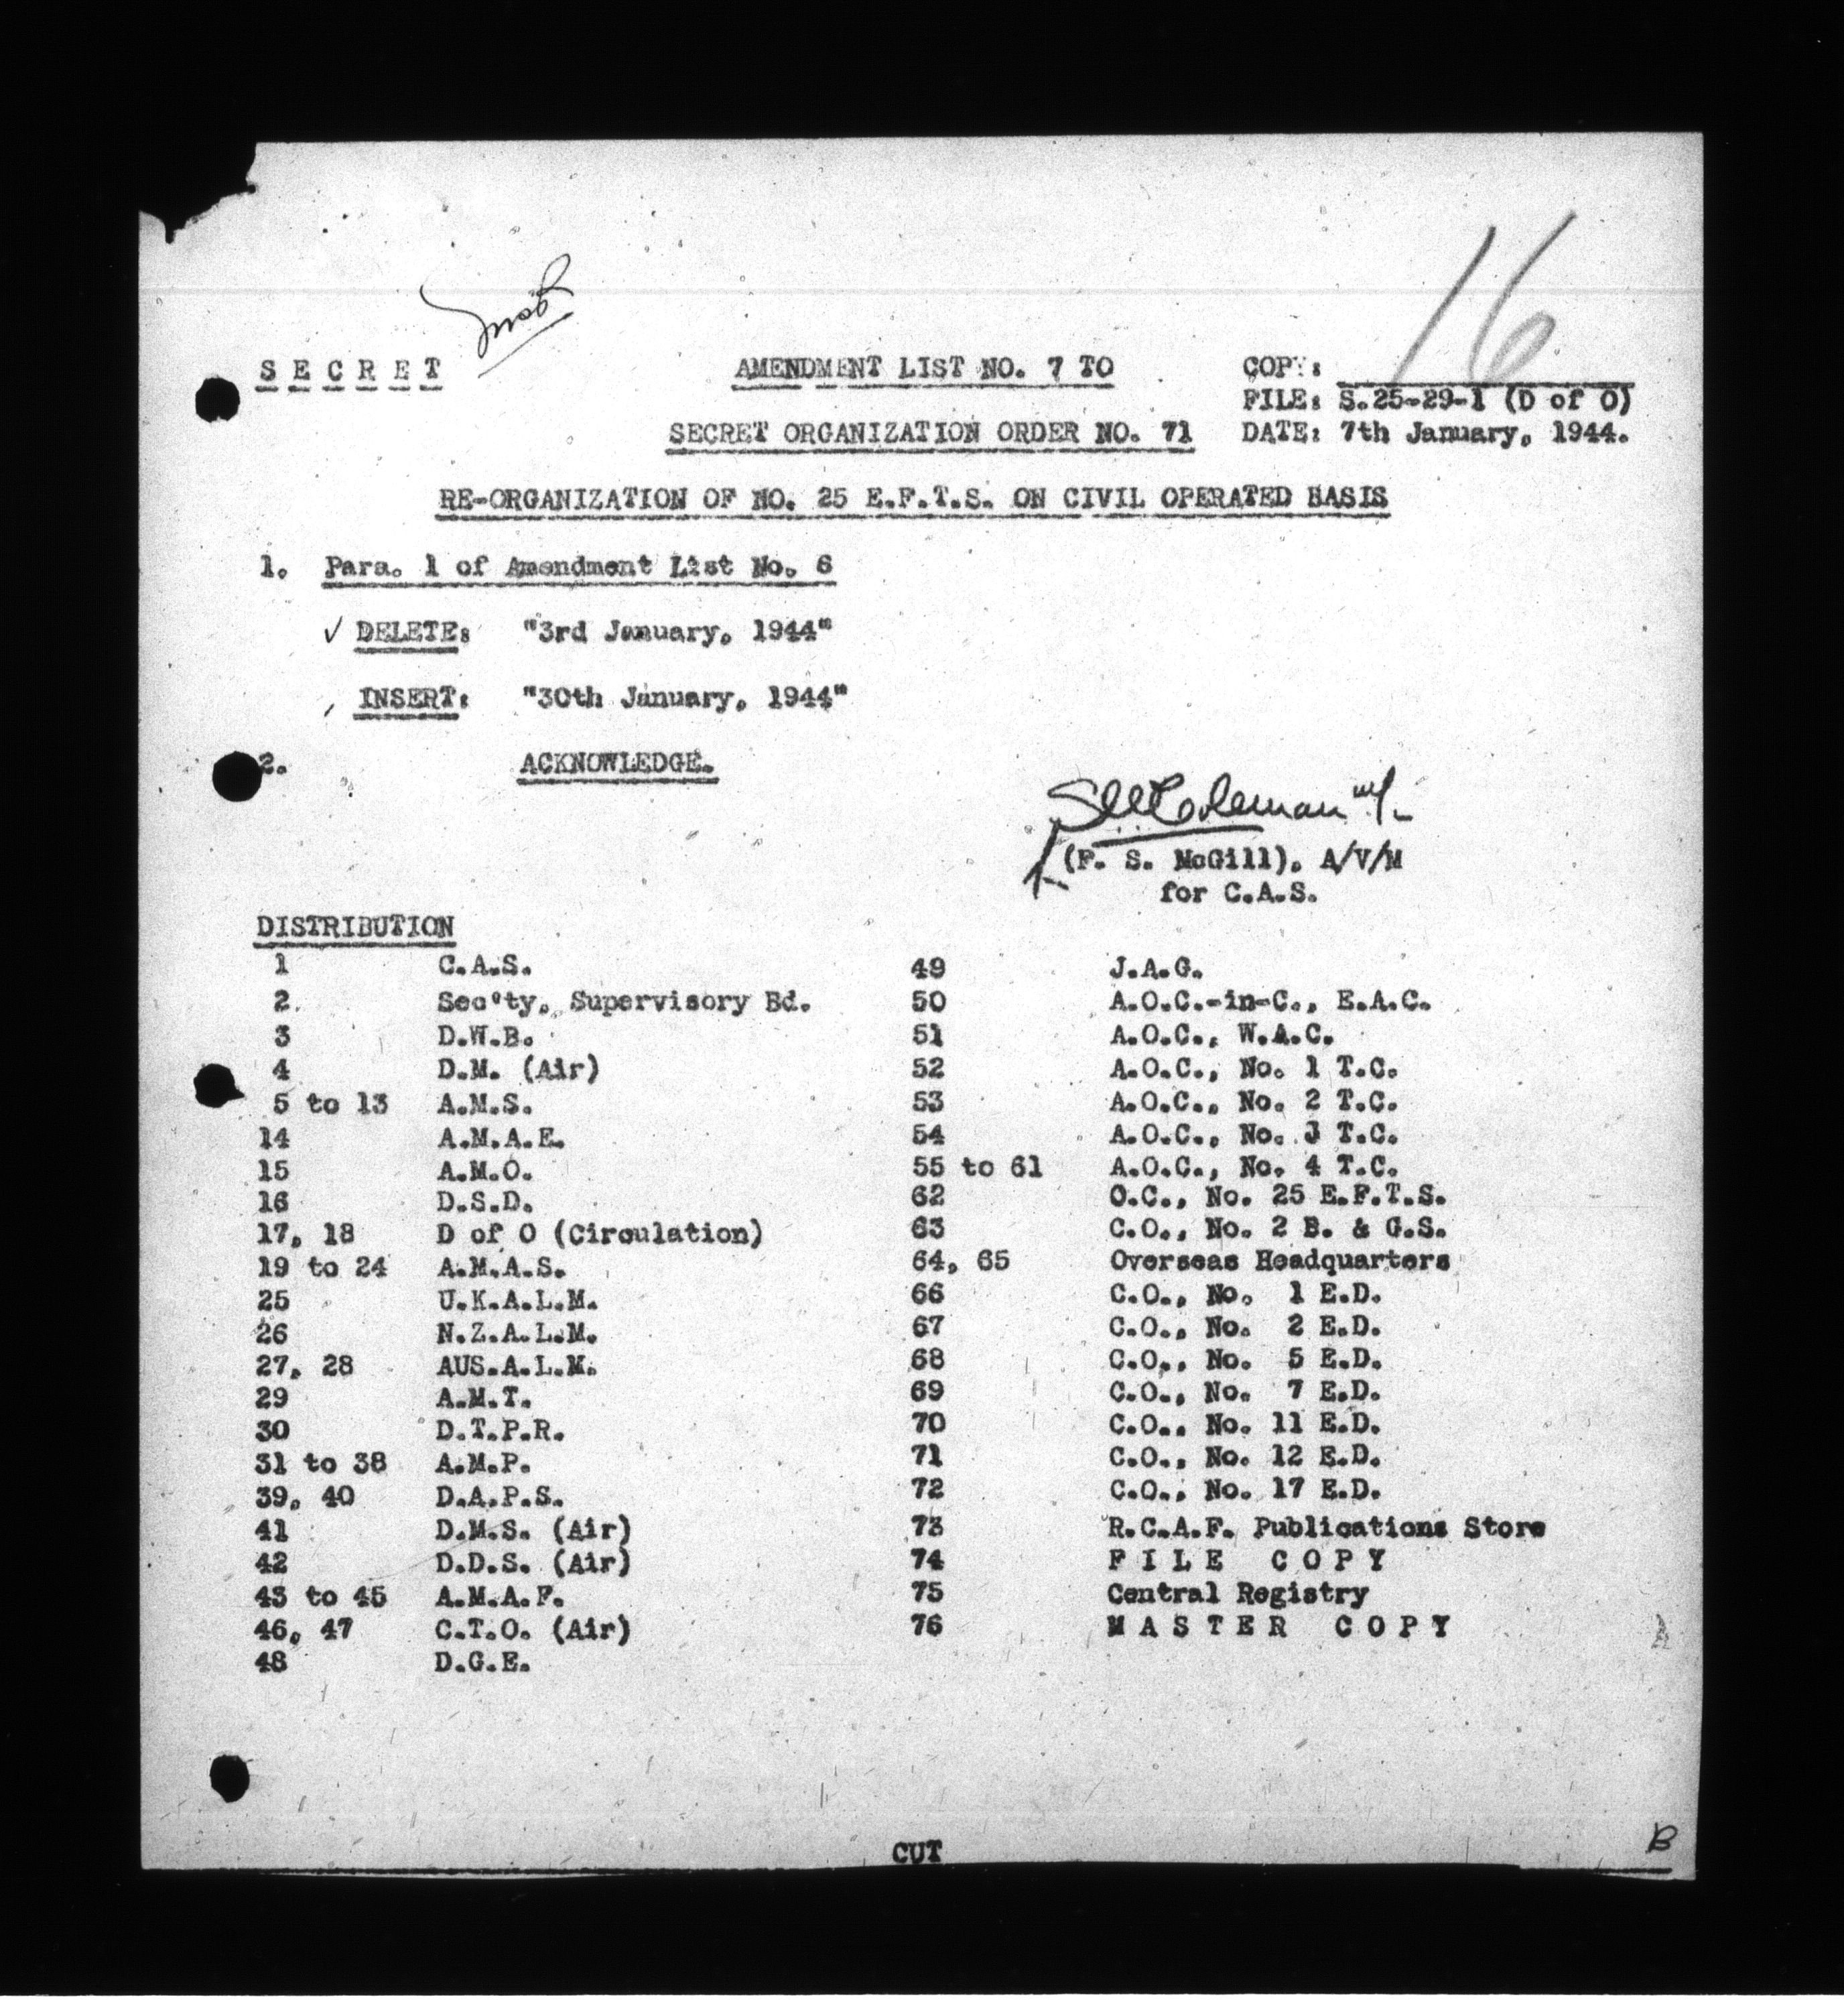 16
S E C R E T
AMENDMENT LIST NO. 7 TO
COPY:
FILE: S.25-29-1 (D of O)
SECRET ORGANIZATION ORDER NO. 71
DATE: 7th January, 1944.
RE-ORGANIZATION OF NO. 25 E.F.T.S. ON CIVIL OPERATED BASIS
1. Para. 1 of Amendment List No. 6
✓ DELETE: "3rd January, 1944"
INSERT: "30th January, 1944"
2. ACKNOWLEDGE.
Coleman
(F. S. McGill), A/V/M
for C.A.S.
DISTRIBUTION
1 C.A.S.
2. Sec'ty, Supervisory Bd.
3 D.W.B.
4 D.M. (Air)
5 to 13 A.M.S.
14 A.M.A.E.
15 A.M.O.
16 D.S.D.
17, 18 D of O (Circulation)
19 to 24 A.M.A.S.
25 U.K.A.L.M.
26 N.Z.A.L.M.
27, 28 AUS.A.L.M.
29 A.M.T.
30 D.T.P.R.
31 to 38 A.M.P.
39, 40 D.A.P.S.
41 D.M.S. (Air)
42 D.D.S. (Air)
43 to 45 A.M.A.F.
46, 47 C.T.O. (Air)
48 D.G.E.
49 J.A.G.
50 A.O.C.-in-C., E.A.C.
51 A.O.C., W.A.C.
52 A.O.C., No. 1 T.C.
53 A.O.C., No. 2 T.C.
54 A.O.C., No. 3 T.C.
55 to 61 A.O.C., No. 4 T.C.
62 O.C., No. 25 E.F.T.S.
63 C.O., No. 2 B. & G.S.
64, 65 Overseas Headquarters
66 C.O., No. 1 E.D.
67 C.O., No. 2 E.D.
68 C.O., No. 5 E.D.
69 C.O., No. 7 E.D.
70 C.O., No. 11 E.D.
71 C.O., No. 12 E.D.
72 C.O., No. 17 E.D.
73 R.C.A.F. Publications Store
74 F I L E C O P Y
75 Central Registry
76 M A S T E R C O P Y
CUT
B